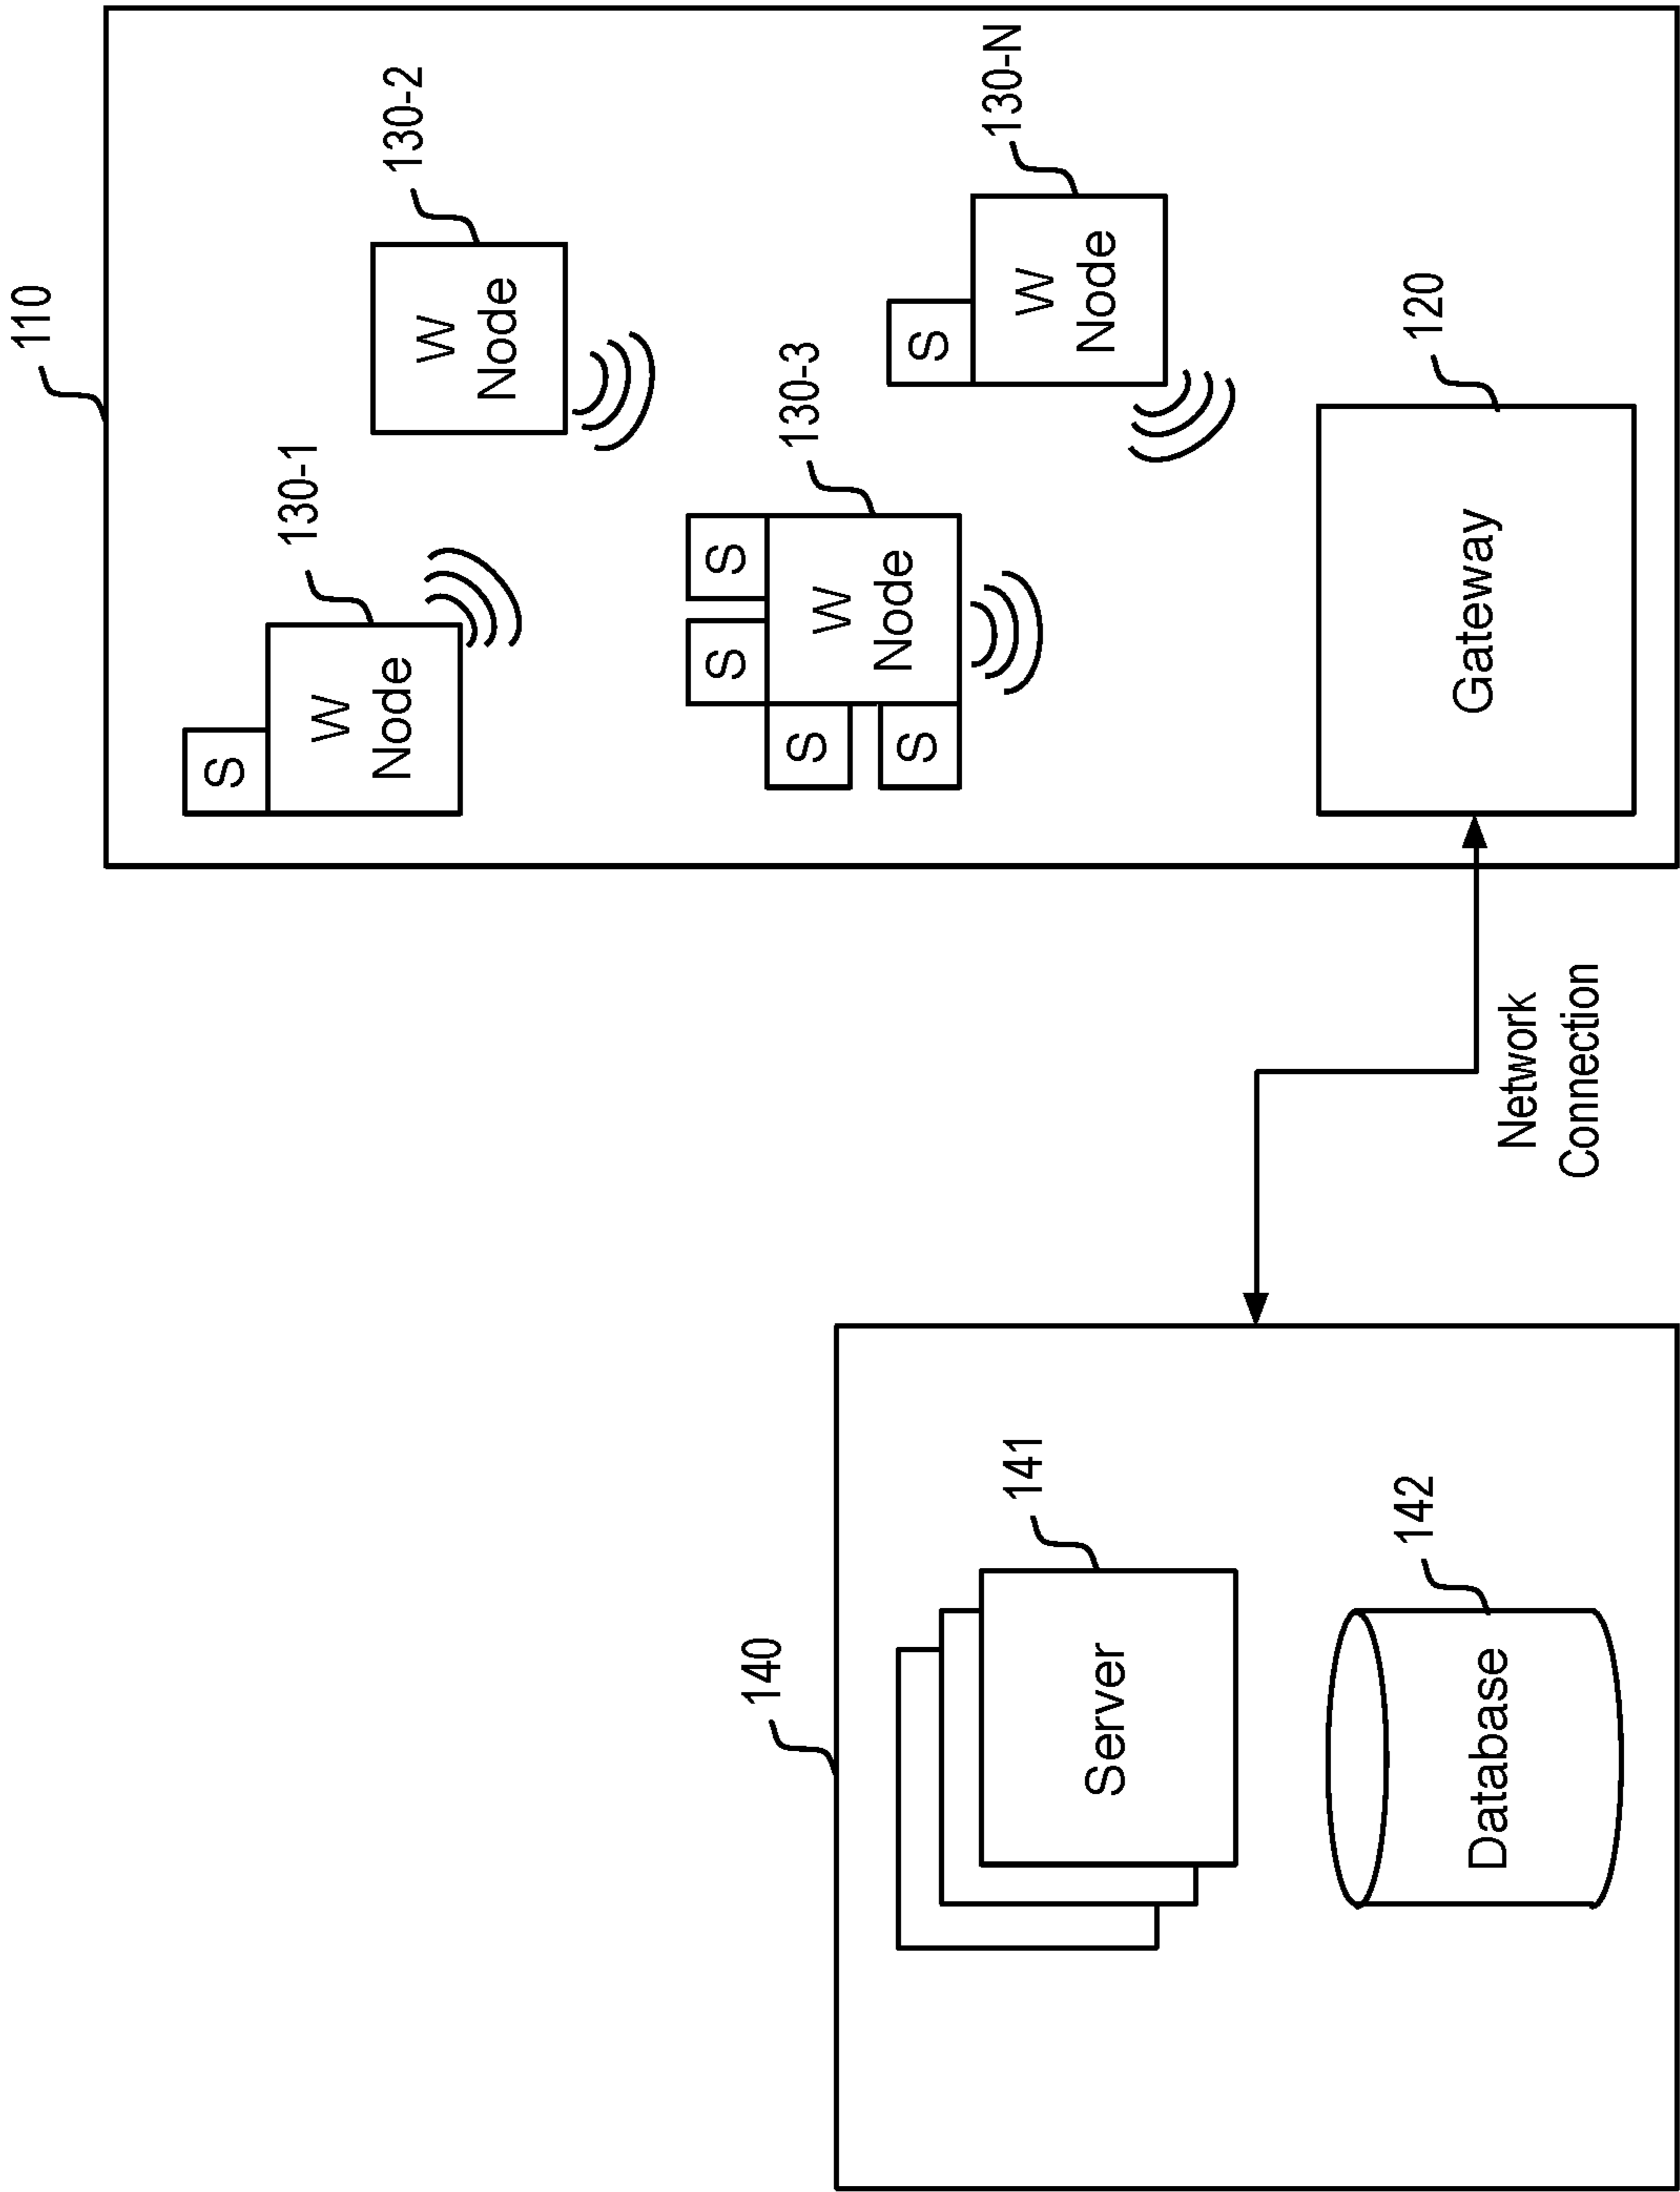 140
141
Server
142
Database
Network
Connection
110
130-1
S
W
Node
130-2
W
Node
130-3
S
S
S
S
W
Node
130-N
S
W
Node
120
Gateway